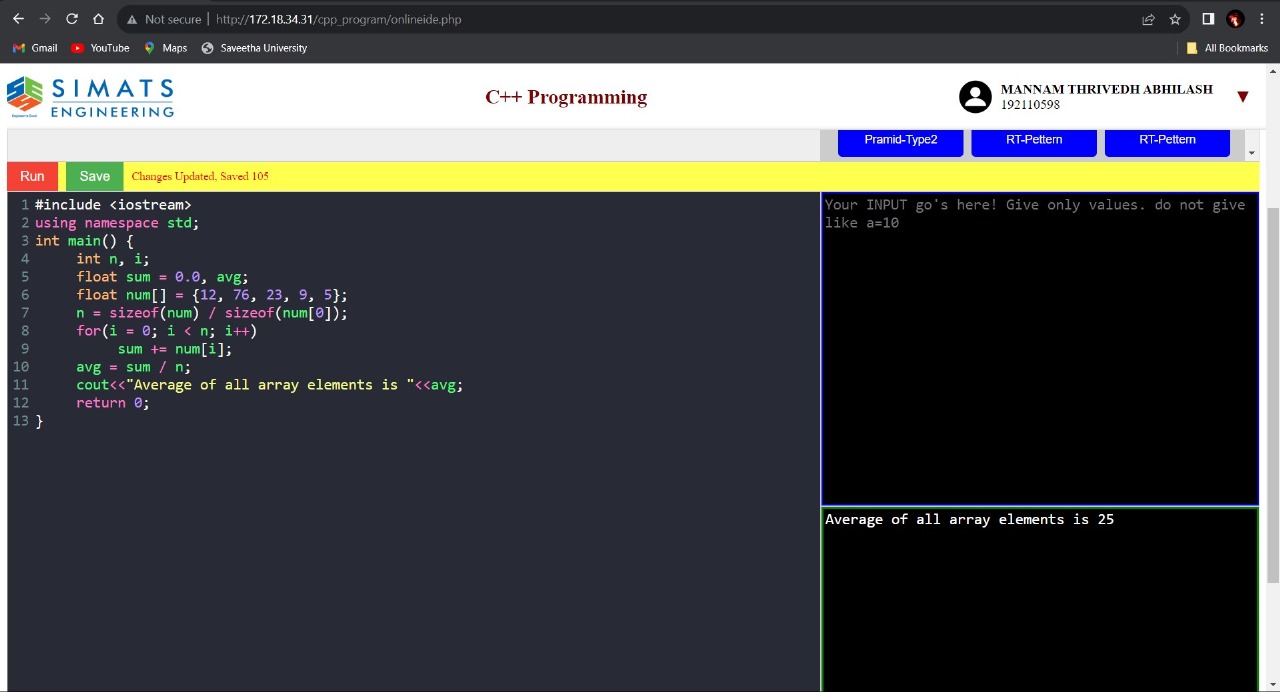 Not secure | http://172.18.34.31/cpp_program/onlineide.php
Gmail YouTube Maps Saveetha University All Bookmarks
SIMATS
ENGINEERING
C++ Programming
MANNAM THRIVEDH ABHILASH
192110598
Pramid-Type2 RT-Pettern RT-Pettern
Run Save Changes Updated, Saved 105
1 #include <iostream>
2 using namespace std;
3 int main() {
4 int n, i;
5 float sum = 0.0, avg;
6 float num[] = {12, 76, 23, 9, 5};
7 n = sizeof(num) / sizeof(num[0]);
8 for(i = 0; i < n; i++)
9 sum += num[i];
10 avg = sum / n;
11 cout<<"Average of all array elements is "<<avg;
12 return 0;
13 }
Your INPUT go's here! Give only values. do not give
like a=10
Average of all array elements is 25